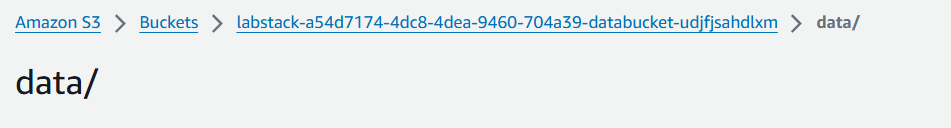 Amazon S3 > Buckets > labstack-a54d7174-4dc8-4dea-9460-704a39-databucket-udjfjsahdlxm > data/
data/